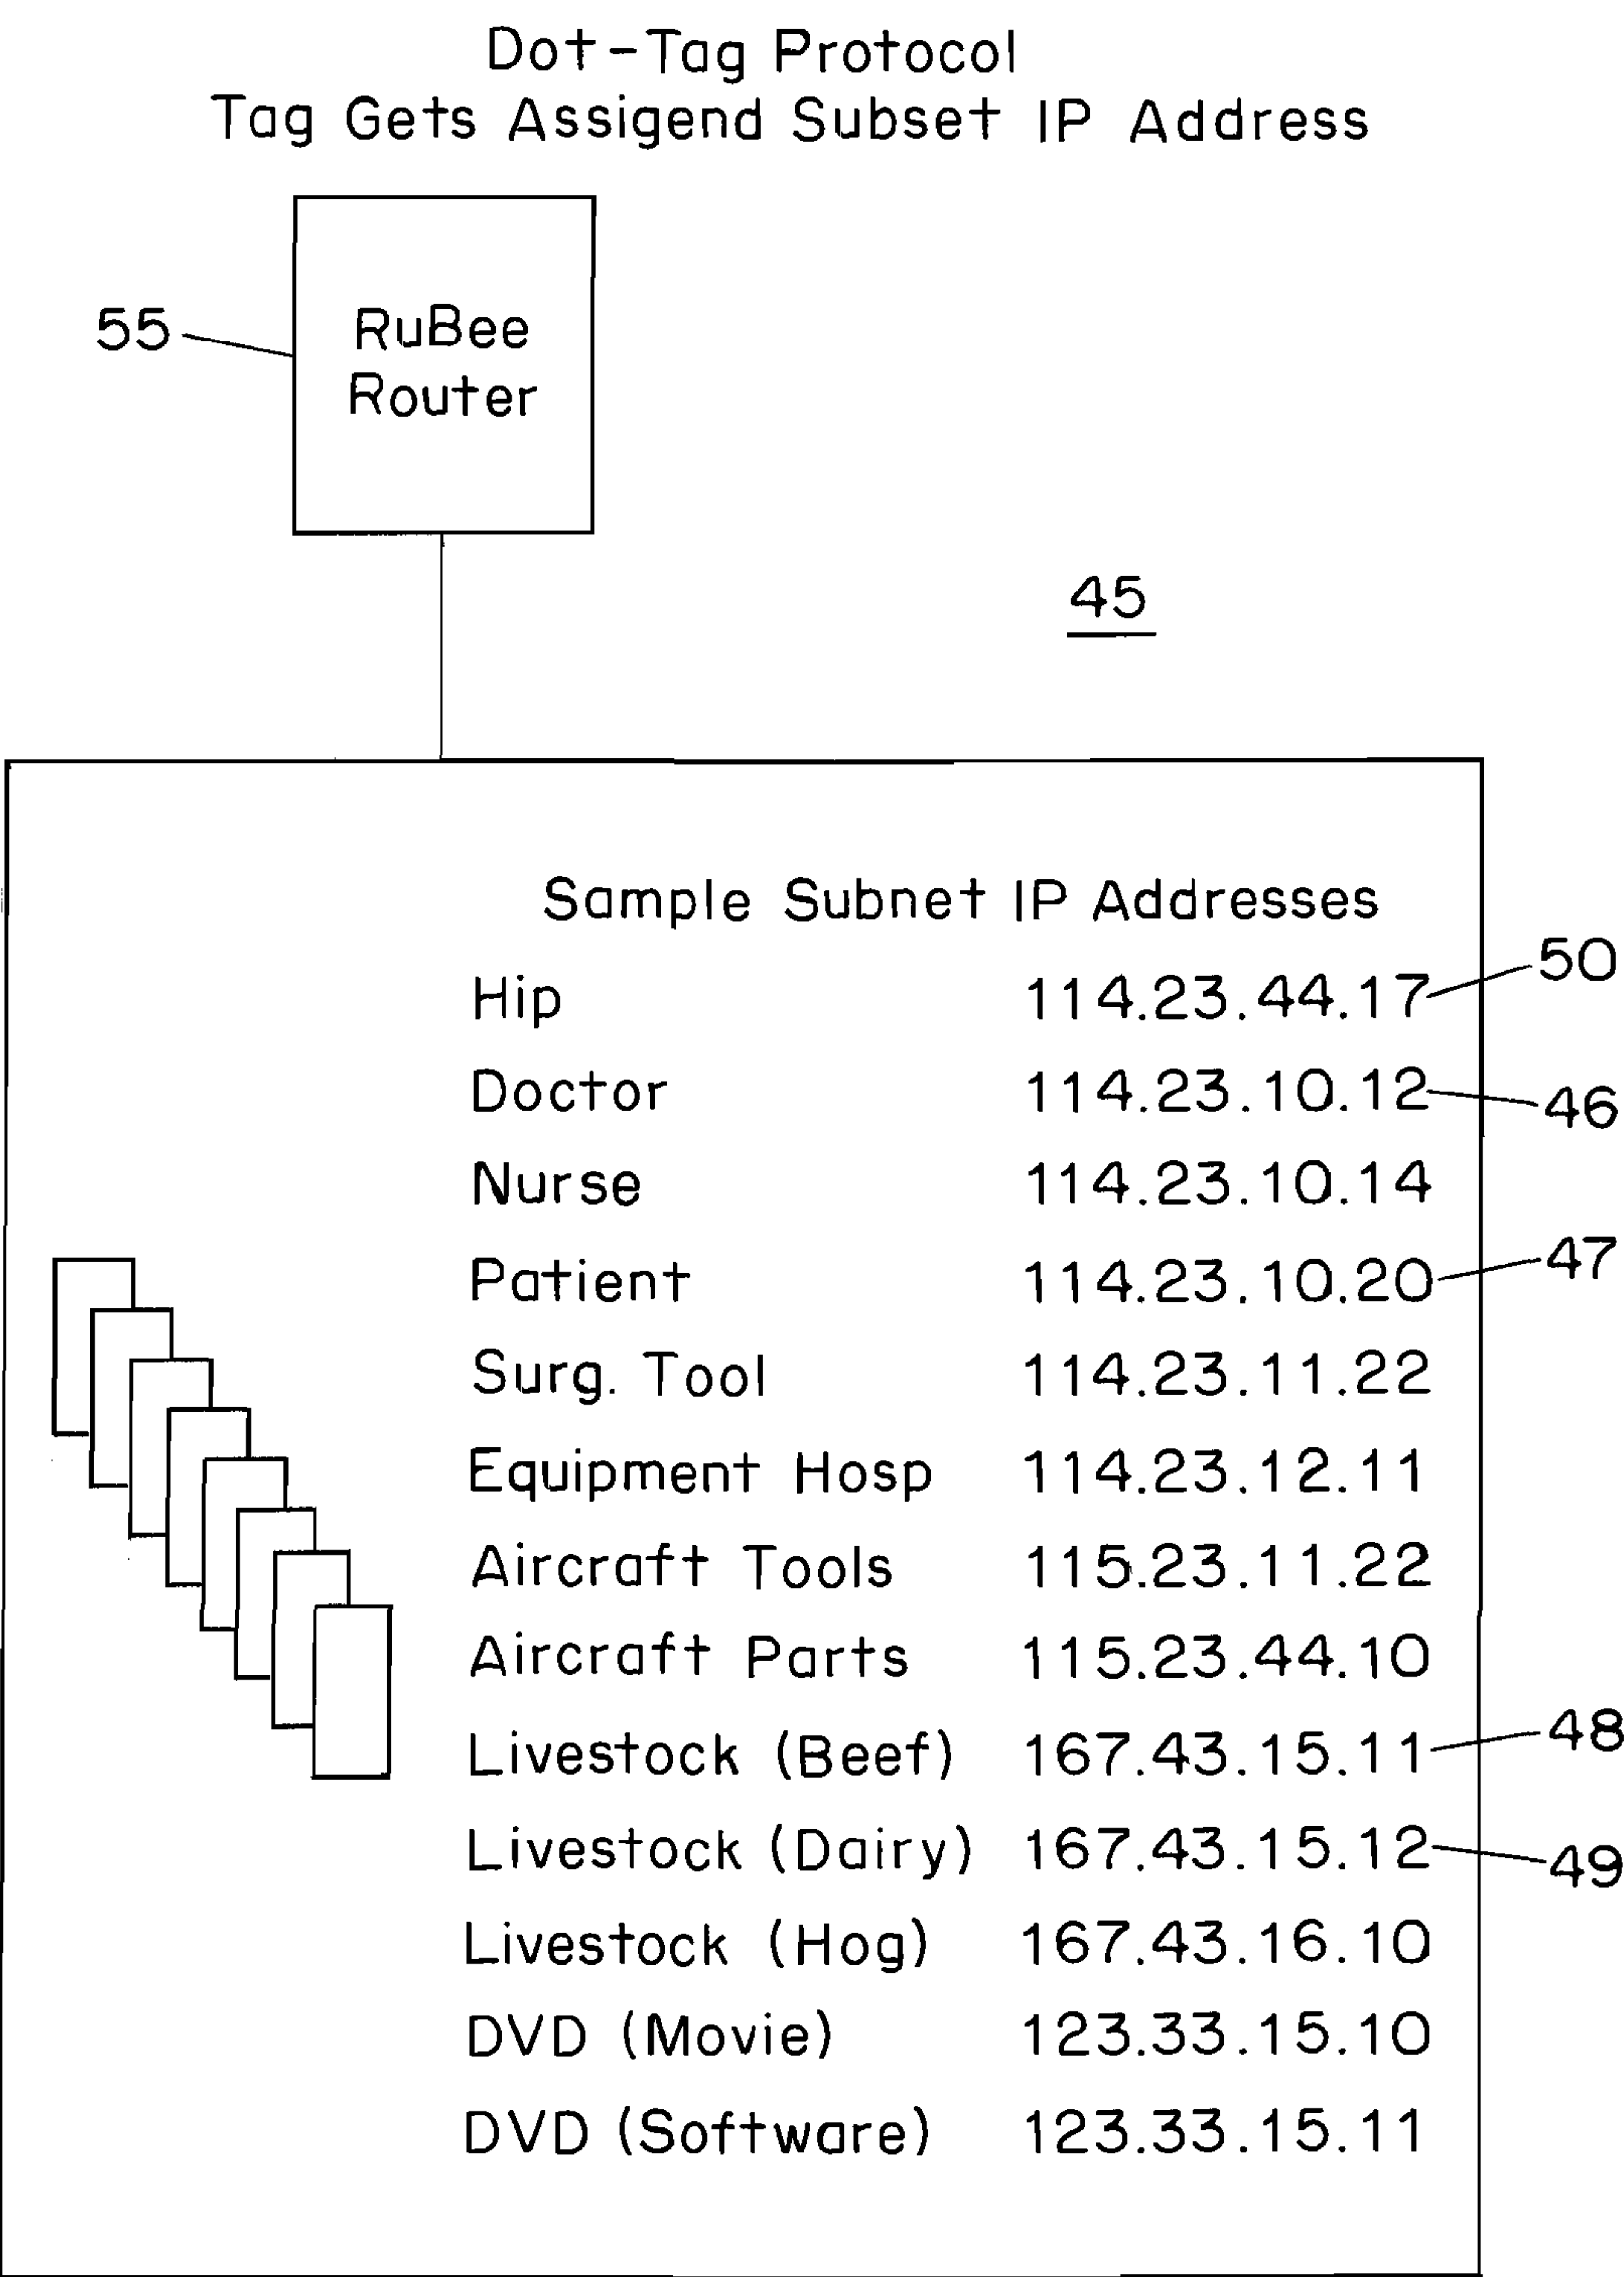 Dot-Tag Protocol
Tag Gets Assigend Subset IP Address
55
RuBee
Router
45
Sample Subnet IP Addresses
Hip 114.23.44.17 50
Doctor 114.23.10.12 46
Nurse 114.23.10.14
Patient 114.23.10.20 47
Surg. Tool 114.23.11.22
Equipment Hosp 114.23.12.11
Aircraft Tools 115.23.11.22
Aircraft Parts 115.23.44.10
Livestock (Beef) 167.43.15.11 48
Livestock (Dairy) 167.43.15.12 49
Livestock (Hog) 167.43.16.10
DVD (Movie) 123.33.15.10
DVD (Software) 123.33.15.11